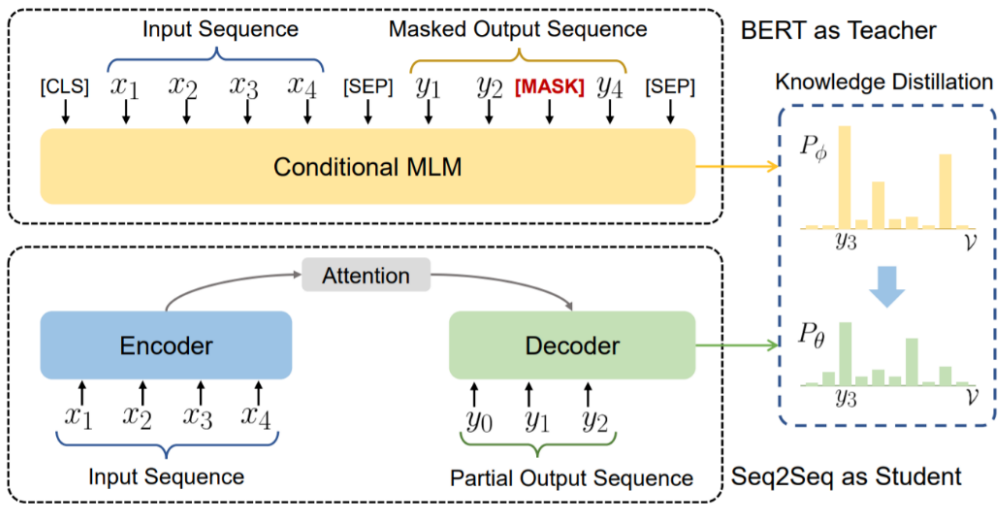 Input Sequence
Masked Output Sequence
BERT as Teacher
[CLS] x₁ x₂ x₃ x₄ [SEP] y₁ y₂ [MASK] y₄ [SEP]
Conditional MLM
Knowledge Distillation
P_ϕ
y₃ 𝒱
Attention
Encoder
Decoder
P_θ
y₃ 𝒱
x₁ x₂ x₃ x₄
y₀ y₁ y₂
Input Sequence
Partial Output Sequence
Seq2Seq as Student